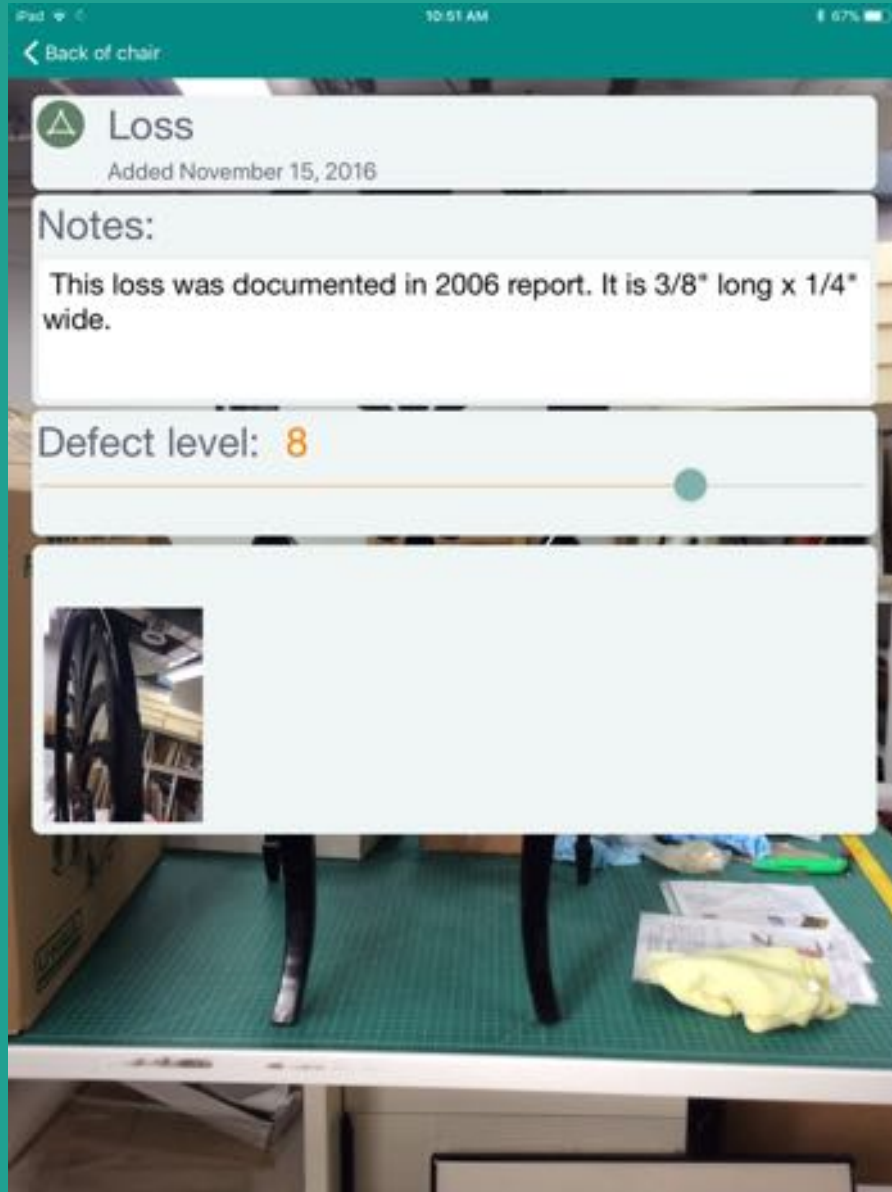 iPad
10:51 AM
67%
Back of chair
Loss
Added November 15, 2016
Notes:
This loss was documented in 2006 report. It is 3/8" long x 1/4"
wide.
Defect level: 8